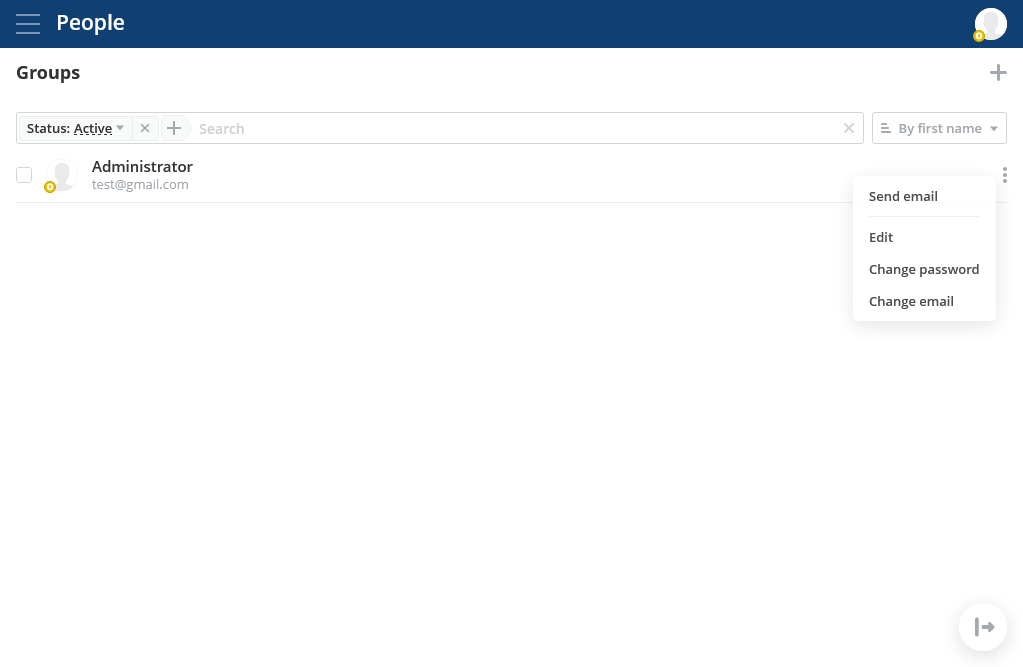 People
Groups
Status: Active
Search
By first name
Administrator
test@gmail.com
Send email
Edit
Change password
Change email